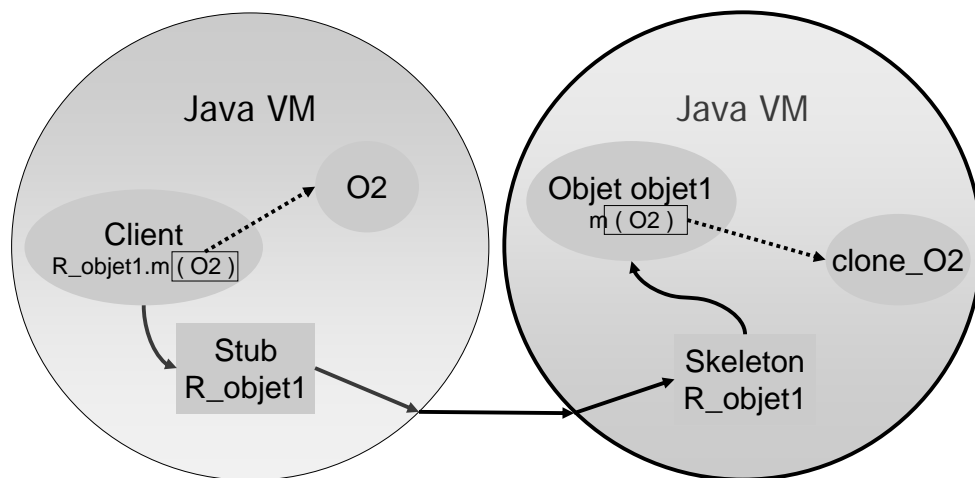 Java VM
O2
Client
R_objet1.m ( O2 )
Stub
R_objet1
Java VM
Objet objet1
m ( O2 )
clone_O2
Skeleton
R_objet1